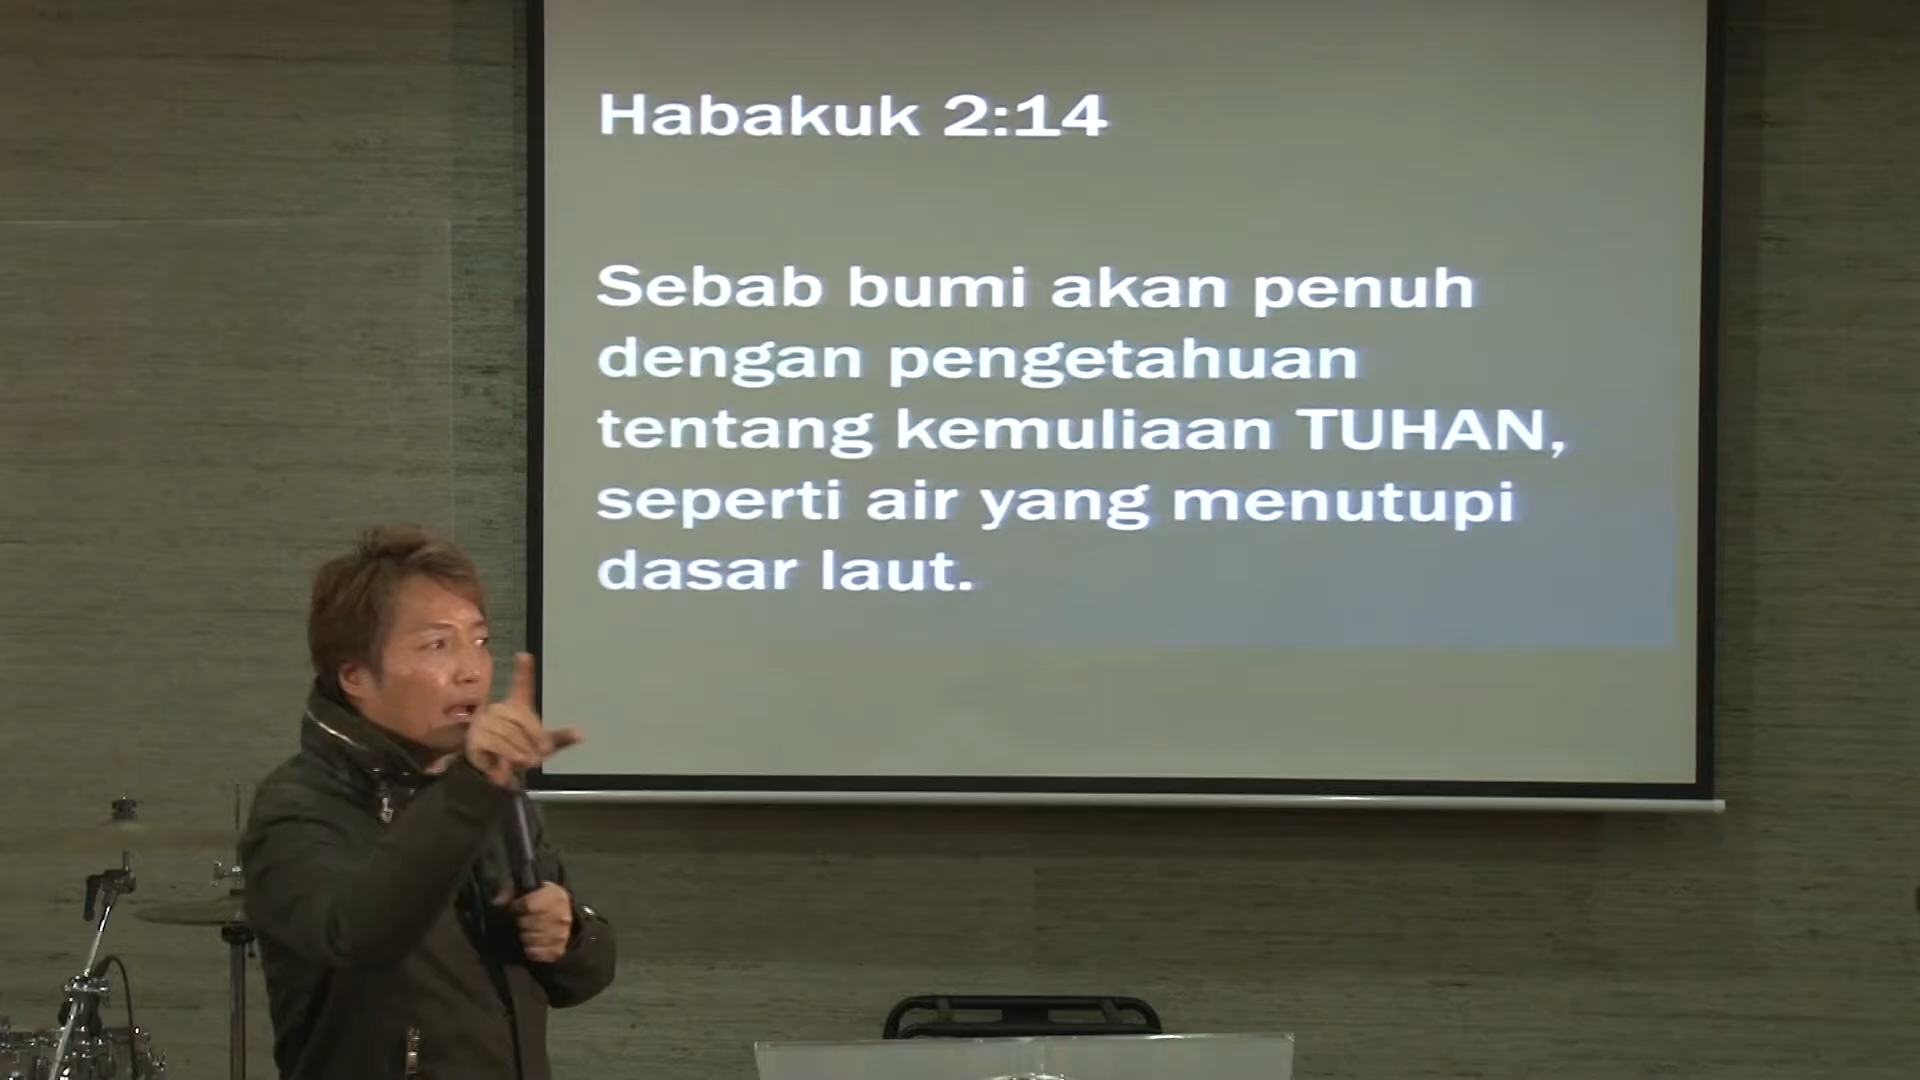 Habakuk 2:14
Sebab bumi akan penuh
dengan pengetahuan
tentang kemuliaan TUHAN,
seperti air yang menutupi
dasar laut.